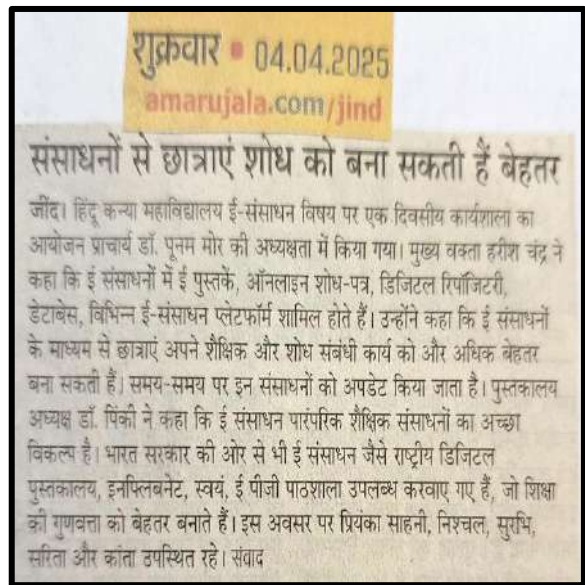 शुक्रवार • 04.04.2025
amarujala.com/jind
संसाधनों से छात्राएं शोध को बना सकती हैं बेहतर
जींद। हिंदू कन्या महाविद्यालय ई-संसाधन विषय पर एक दिवसीय कार्यशाला का
आयोजन प्राचार्य डॉ. पूनम मोर की अध्यक्षता में किया गया। मुख्य वक्ता हरीश चंद्र ने
कहा कि ई संसाधनों में ई पुस्तकें, ऑनलाइन शोध-पत्र, डिजिटल रिपॉजिटरी,
डेटाबेस, विभिन्न ई-संसाधन प्लेटफॉर्म शामिल होते हैं। उन्होंने कहा कि ई संसाधनों
के माध्यम से छात्राएं अपने शैक्षिक और शोध संबंधी कार्य को और अधिक बेहतर
बना सकती हैं। समय-समय पर इन संसाधनों को अपडेट किया जाता है। पुस्तकालय
अध्यक्ष डॉ. पिंकी ने कहा कि ई संसाधन पारंपरिक शैक्षिक संसाधनों का अच्छा
विकल्प है। भारत सरकार की ओर से भी ई संसाधन जैसे राष्ट्रीय डिजिटल
पुस्तकालय, इनफ्लिबनेट, स्वयं, ई पीजी पाठशाला उपलब्ध करवाए गए हैं, जो शिक्षा
की गुणवत्ता को बेहतर बनाते हैं। इस अवसर पर प्रियंका साहनी, निश्चल, सुरभि,
सरिता और कांता उपस्थित रहे। संवाद